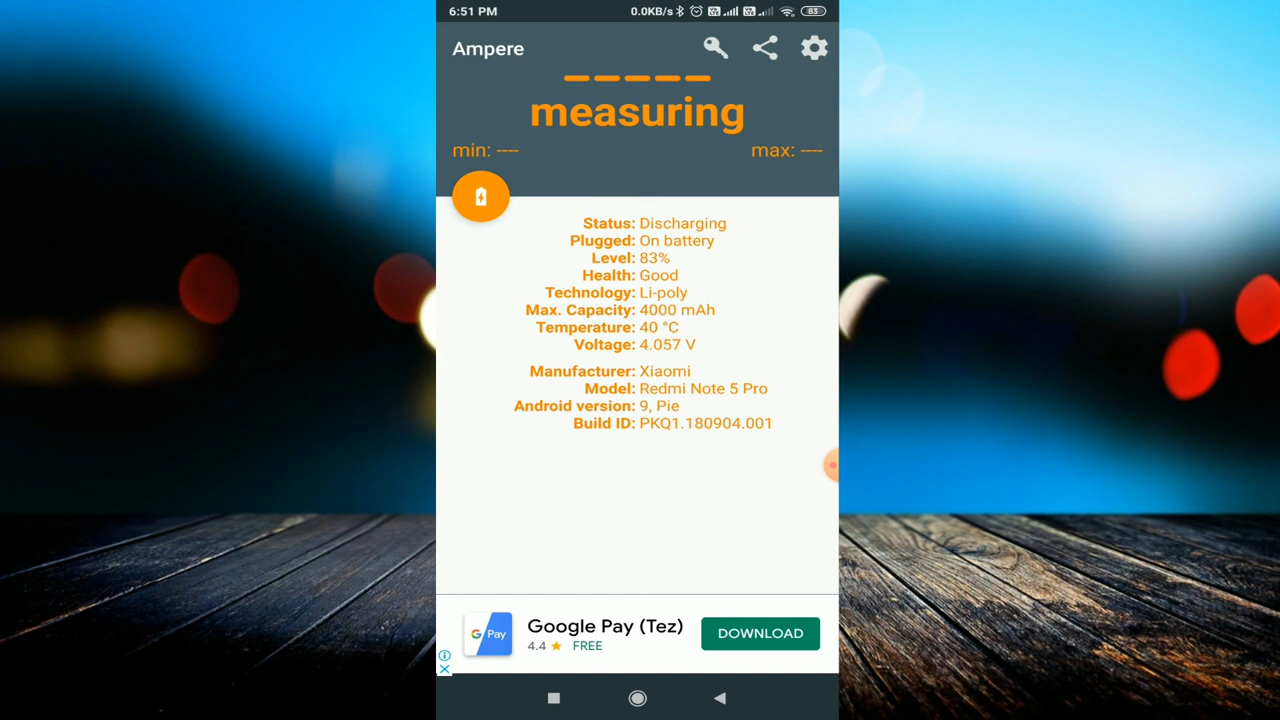 6:51 PM 0.0KB/s 83
Ampere
measuring
min: ---- max: ----
Status: Discharging
Plugged: On battery
Level: 83%
Health: Good
Technology: Li-poly
Max. Capacity: 4000 mAh
Temperature: 40 °C
Voltage: 4.057 V
Manufacturer: Xiaomi
Model: Redmi Note 5 Pro
Android version: 9, Pie
Build ID: PKQ1.180904.001
G Pay
Google Pay (Tez)
4.4 ★ FREE
DOWNLOAD